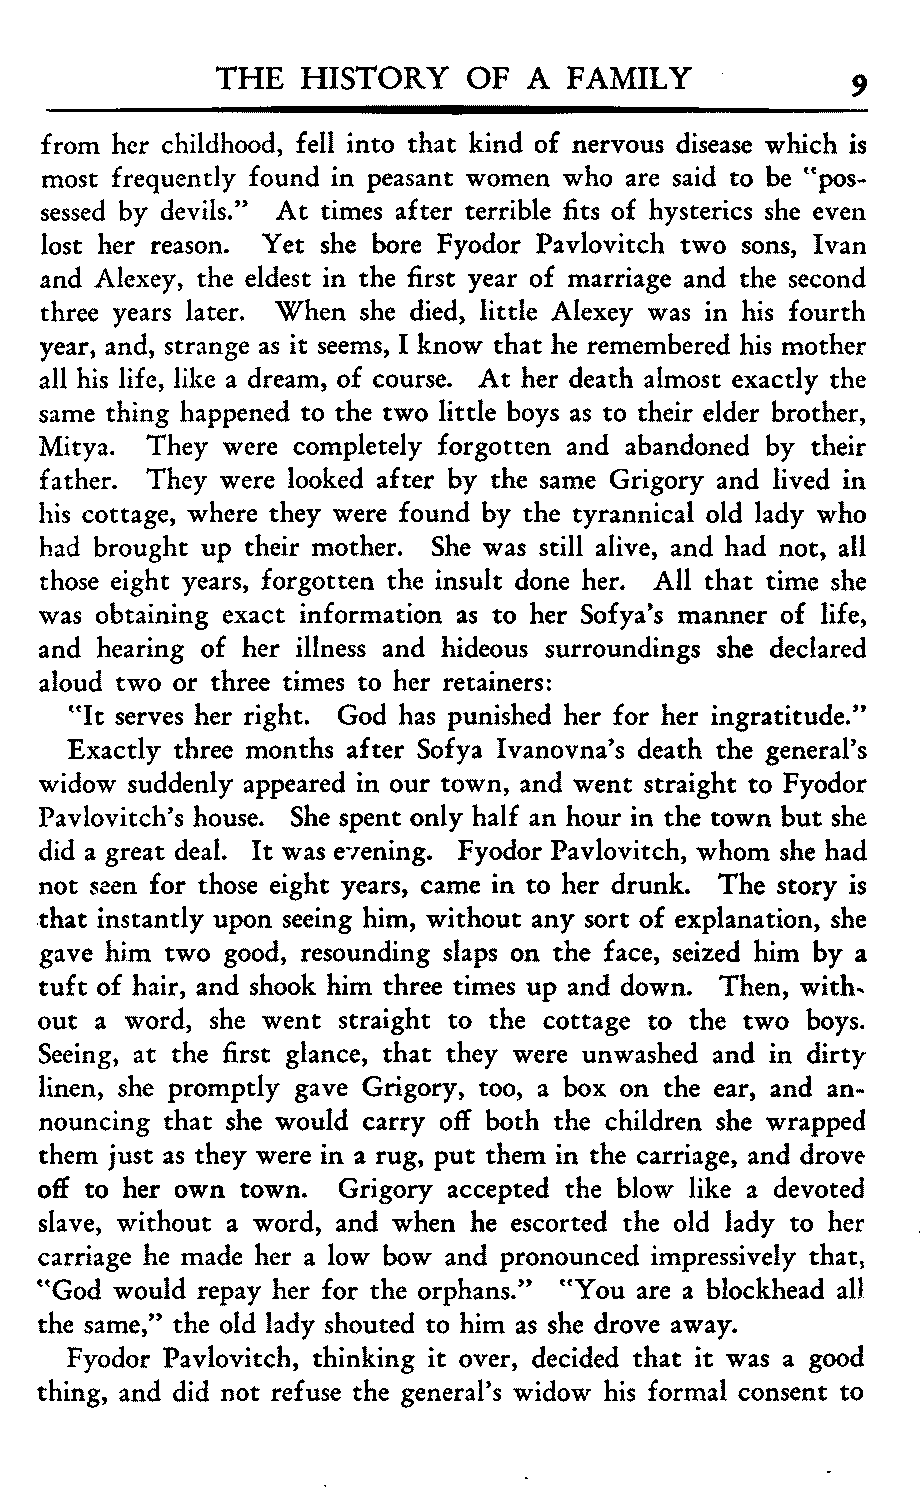 THE HISTORY OF A FAMILY 9
from her childhood, fell into that kind of nervous disease which is
most frequently found in peasant women who are said to be "pos-
sessed by devils." At times after terrible fits of hysterics she even
lost her reason. Yet she bore Fyodor Pavlovitch two sons, Ivan
and Alexey, the eldest in the first year of marriage and the second
three years later. When she died, little Alexey was in his fourth
year, and, strange as it seems, I know that he remembered his mother
all his life, like a dream, of course. At her death almost exactly the
same thing happened to the two little boys as to their elder brother,
Mitya. They were completely forgotten and abandoned by their
father. They were looked after by the same Grigory and lived in
his cottage, where they were found by the tyrannical old lady who
had brought up their mother. She was still alive, and had not, all
those eight years, forgotten the insult done her. All that time she
was obtaining exact information as to her Sofya's manner of life,
and hearing of her illness and hideous surroundings she declared
aloud two or three times to her retainers:
"It serves her right. God has punished her for her ingratitude."
Exactly three months after Sofya Ivanovna's death the general's
widow suddenly appeared in our town, and went straight to Fyodor
Pavlovitch's house. She spent only half an hour in the town but she
did a great deal. It was evening. Fyodor Pavlovitch, whom she had
not seen for those eight years, came in to her drunk. The story is
that instantly upon seeing him, without any sort of explanation, she
gave him two good, resounding slaps on the face, seized him by a
tuft of hair, and shook him three times up and down. Then, with-
out a word, she went straight to the cottage to the two boys.
Seeing, at the first glance, that they were unwashed and in dirty
linen, she promptly gave Grigory, too, a box on the ear, and an-
nouncing that she would carry off both the children she wrapped
them just as they were in a rug, put them in the carriage, and drove
off to her own town. Grigory accepted the blow like a devoted
slave, without a word, and when he escorted the old lady to her
carriage he made her a low bow and pronounced impressively that,
"God would repay her for the orphans." "You are a blockhead all
the same," the old lady shouted to him as she drove away.
Fyodor Pavlovitch, thinking it over, decided that it was a good
thing, and did not refuse the general's widow his formal consent to